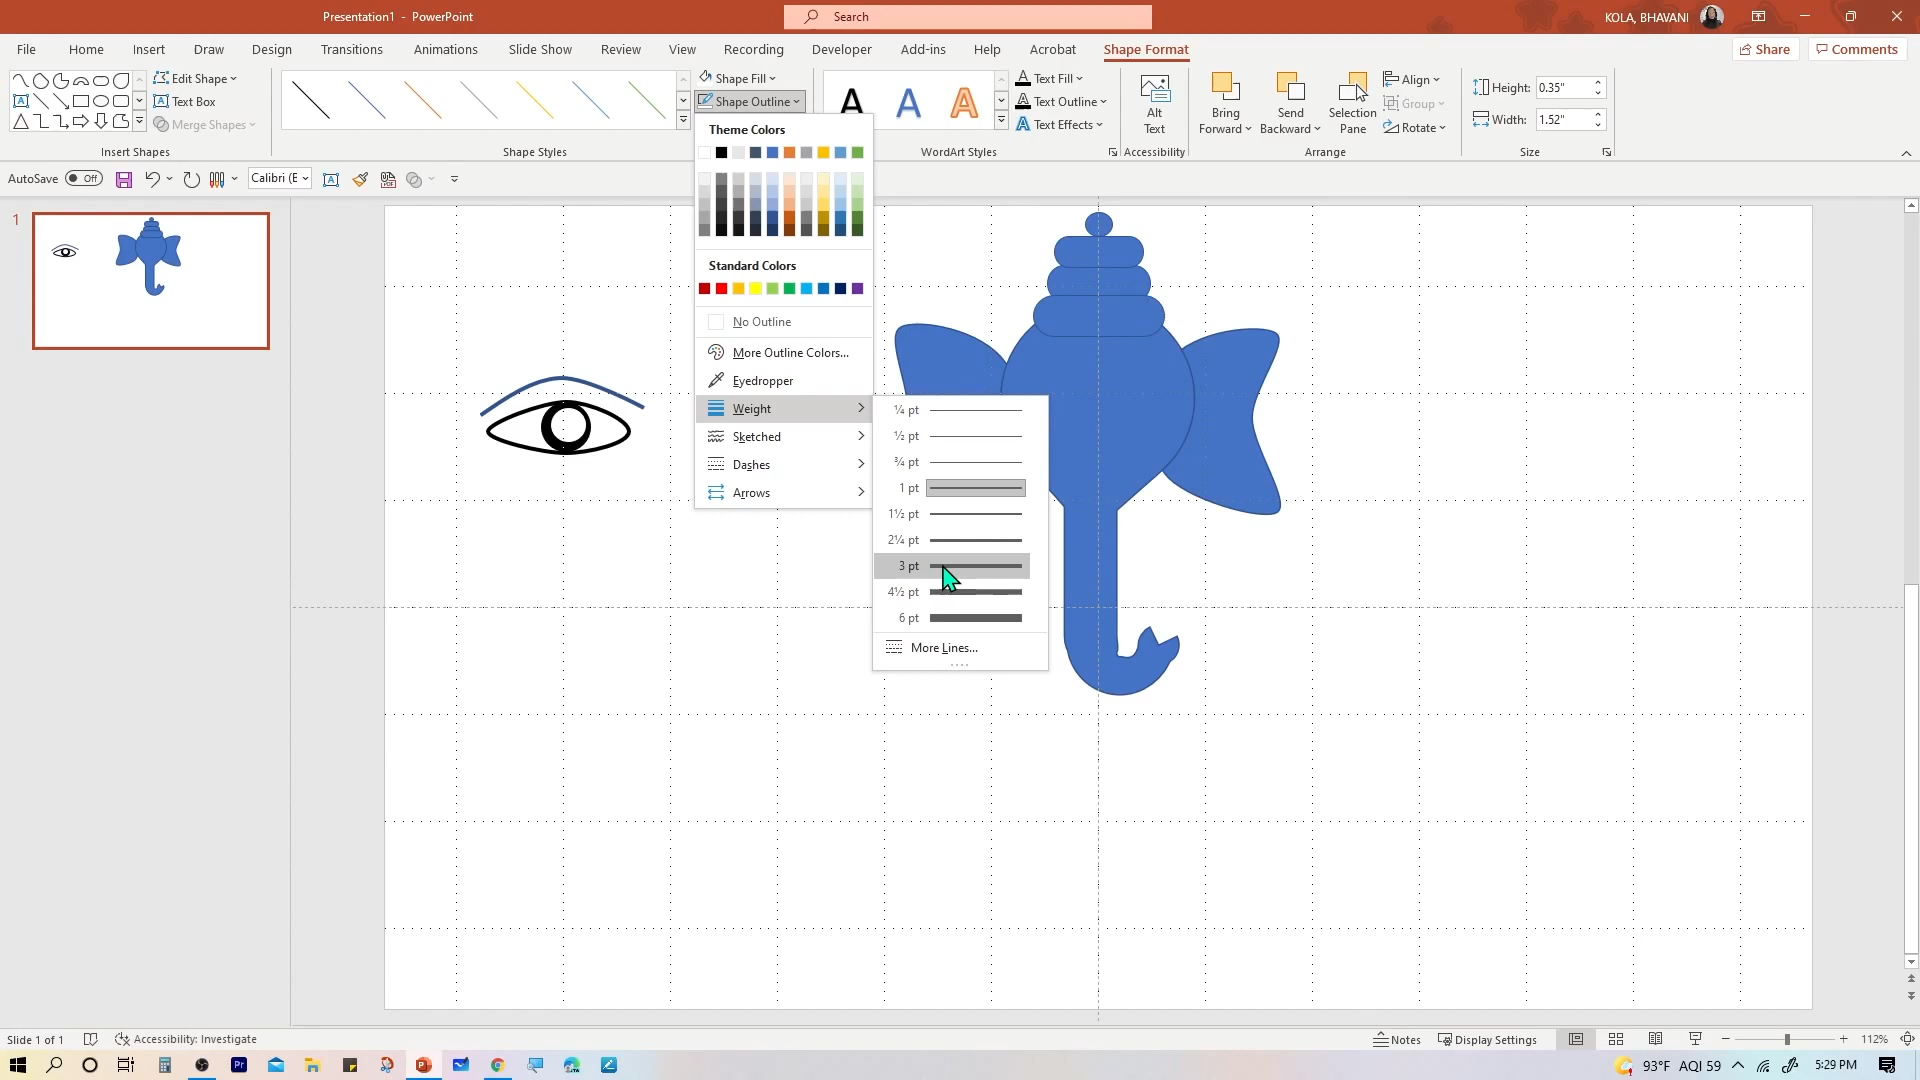 Presentation1 - PowerPoint
Search
KOLA, BHAVANI
File Home Insert Draw Design Transitions Animations Slide Show Review View Recording Developer Add-ins Help Acrobat Shape Format
Share Comments
Edit Shape
Text Box
Merge Shapes
Insert Shapes
Shape Styles
Shape Fill
Shape Outline
A A A
Text Fill
Text Outline
Text Effects
WordArt Styles
Alt
Text
Accessibility
Bring
Forward
Send
Backward
Selection
Pane
Align
Group
Rotate
Arrange
Height: 0.35"
Width: 1.52"
Size
AutoSave Off
Calibri (E
Theme Colors
Standard Colors
No Outline
More Outline Colors...
Eyedropper
Weight
Sketched
Dashes
Arrows
¼ pt
½ pt
¾ pt
1 pt
1½ pt
2¼ pt
3 pt
4½ pt
6 pt
More Lines...
1
Slide 1 of 1
Accessibility: Investigate
Notes
Display Settings
112%
93°F AQI 59
5:29 PM